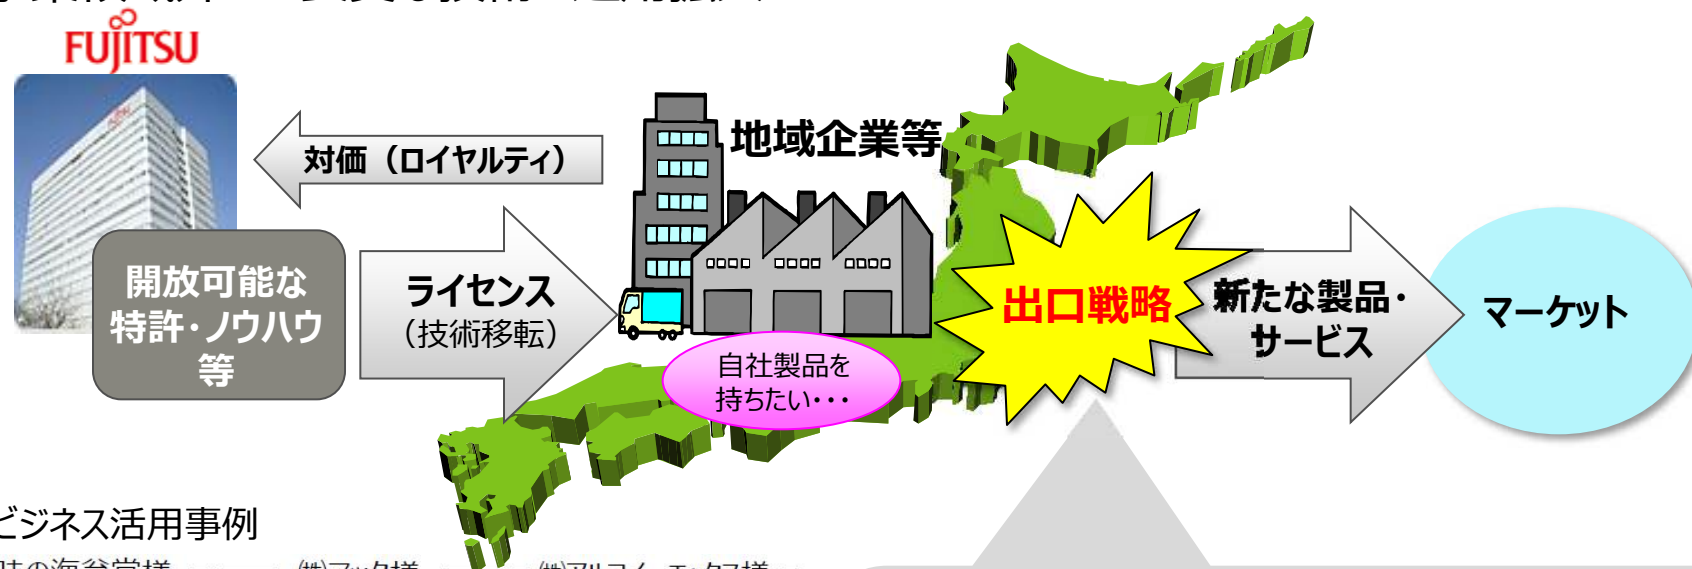 FUJITSU
対価（ロイヤルティ）
地域企業等
開放可能な
特許・ノウハウ
等
ライセンス
（技術移転）
自社製品を
持ちたい・・・
出口戦略
新たな製品・
サービス
マーケット
ビジネス活用事例